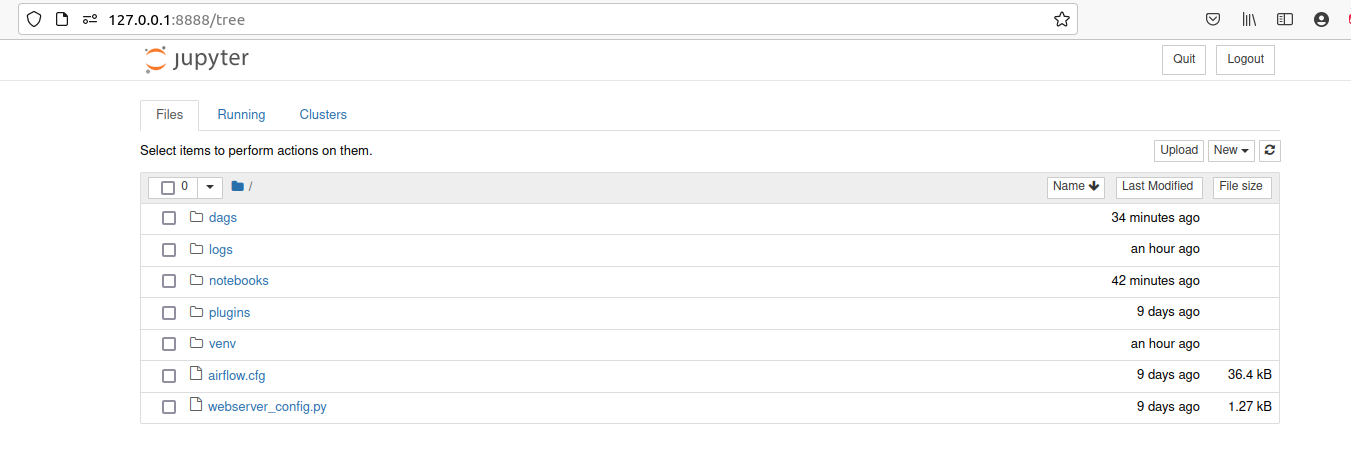 127.0.0.1:8888/tree
jupyter
Quit Logout
Files Running Clusters
Select items to perform actions on them.
Upload New
0 / Name Last Modified File size
dags 34 minutes ago
logs an hour ago
notebooks 42 minutes ago
plugins 9 days ago
venv an hour ago
airflow.cfg 9 days ago 36.4 kB
webserver_config.py 9 days ago 1.27 kB